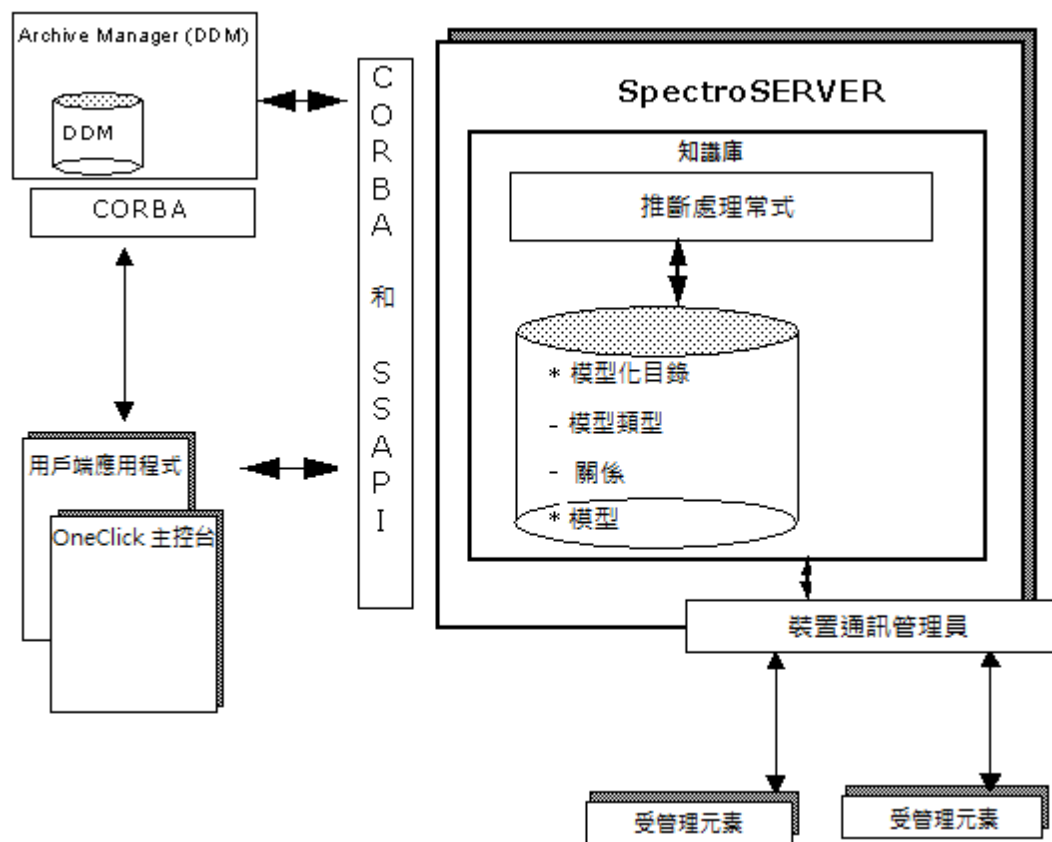 Archive Manager (DDM)
DDM
CORBA
用戶端應用程式
OneClick 主控台
CORBA 和 SSAPI
SpectroSERVER
知識庫
推斷處理常式
* 模型化目錄
- 模型類型
- 關係
* 模型
裝置通訊管理員
受管理元素
受管理元素